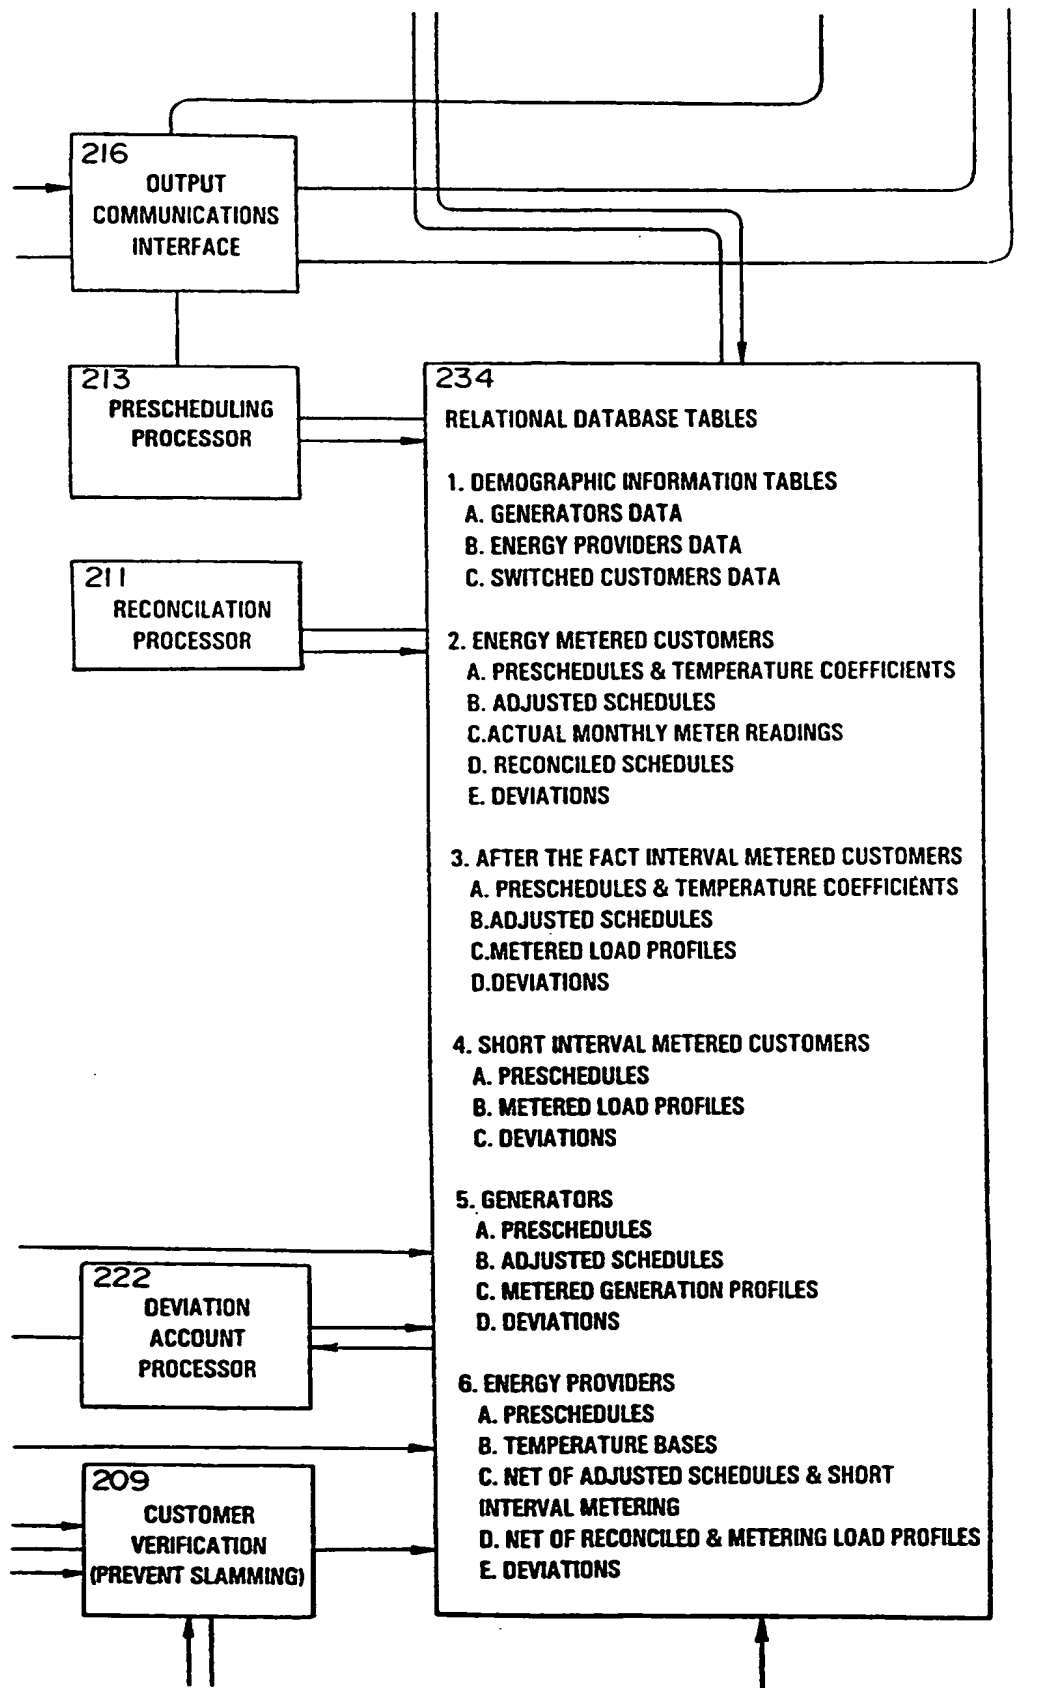 216
OUTPUT
COMMUNICATIONS
INTERFACE
213
PRESCHEDULING
PROCESSOR
211
RECONCILATION
PROCESSOR
234
RELATIONAL DATABASE TABLES
1. DEMOGRAPHIC INFORMATION TABLES
A. GENERATORS DATA
B. ENERGY PROVIDERS DATA
C. SWITCHED CUSTOMERS DATA
2. ENERGY METERED CUSTOMERS
A. PRESCHEDULES & TEMPERATURE COEFFICIENTS
B. ADJUSTED SCHEDULES
C.ACTUAL MONTHLY METER READINGS
D. RECONCILED SCHEDULES
E. DEVIATIONS
3. AFTER THE FACT INTERVAL METERED CUSTOMERS
A. PRESCHEDULES & TEMPERATURE COEFFICIENTS
B.ADJUSTED SCHEDULES
C.METERED LOAD PROFILES
D.DEVIATIONS
4. SHORT INTERVAL METERED CUSTOMERS
A. PRESCHEDULES
B. METERED LOAD PROFILES
C. DEVIATIONS
5. GENERATORS
A. PRESCHEDULES
B. ADJUSTED SCHEDULES
C. METERED GENERATION PROFILES
D. DEVIATIONS
6. ENERGY PROVIDERS
A. PRESCHEDULES
B. TEMPERATURE BASES
C. NET OF ADJUSTED SCHEDULES & SHORT
INTERVAL METERING
D. NET OF RECONCILED & METERING LOAD PROFILES
E. DEVIATIONS
222
DEVIATION
ACCOUNT
PROCESSOR
209
CUSTOMER
VERIFICATION
(PREVENT SLAMMING)